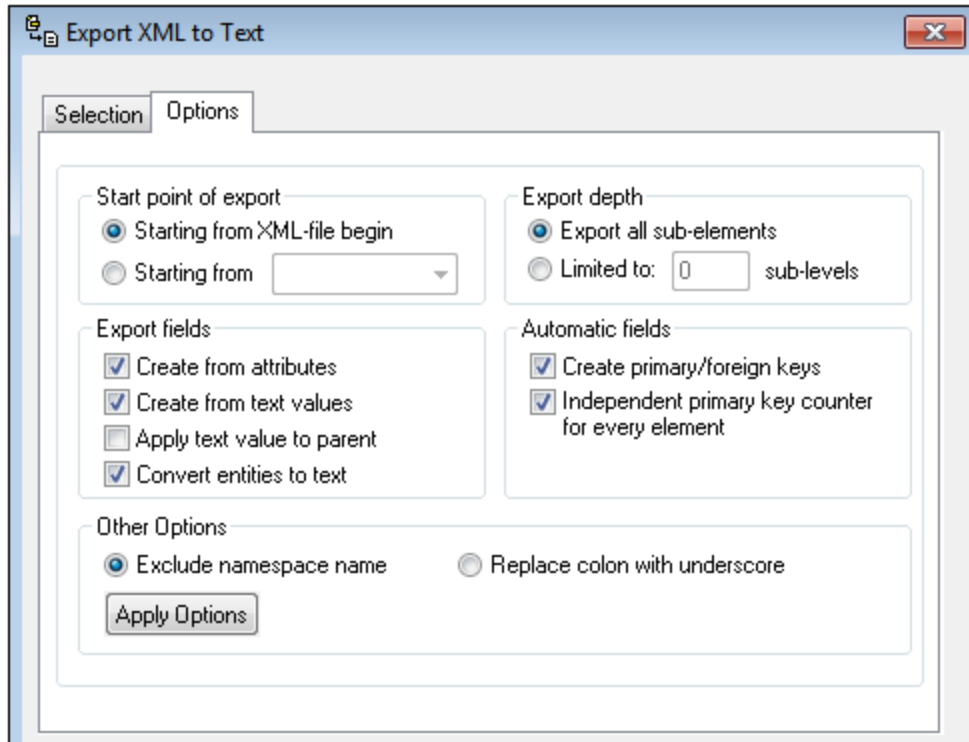 Export XML to Text
Selection
Options
Start point of export
Starting from XML-file begin
Starting from
Export depth
Export all sub-elements
Limited to: 0 sub-levels
Export fields
Create from attributes
Create from text values
Apply text value to parent
Convert entities to text
Automatic fields
Create primary/foreign keys
Independent primary key counter
for every element
Other Options
Exclude namespace name
Replace colon with underscore
Apply Options